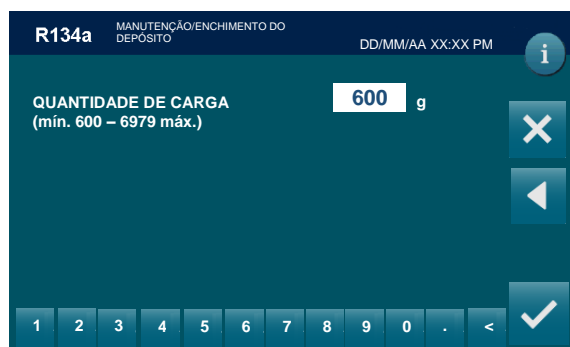 R134a
MANUTENÇÃO/ENCHIMENTO DO
DEPÓSITO
DD/MM/AA XX:XX PM
i
QUANTIDADE DE CARGA
600 g
(mín. 600 – 6979 máx.)
1 2 3 4 5 6 7 8 9 0 . <